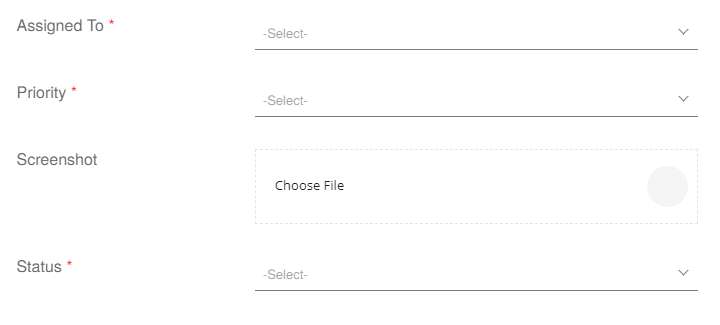 Assigned To *
-Select-
Priority *
-Select-
Screenshot
Choose File
Status *
-Select-